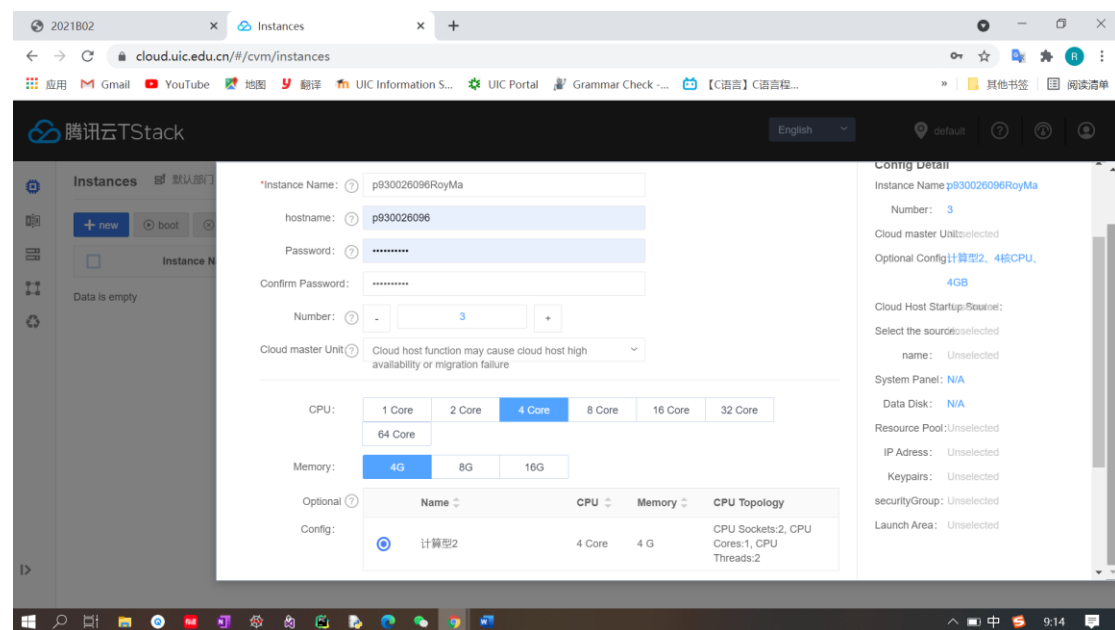 2021B02
Instances
cloud.uic.edu.cn/#/cvm/instances
R
应用 Gmail YouTube 地图 翻译 UIC Information S... UIC Portal Grammar Check -... 【C语言】C语言程... » 其他书签 阅读清单
腾讯云TStack
English
default
Instances 默认部门
+ new
boot
Instance N
Data is empty
*Instance Name: p930026096RoyMa
hostname: p930026096
Password: ••••••••••
Confirm Password: ••••••••••
Number: - 3 +
Cloud master Unit: Cloud host function may cause cloud host high
availability or migration failure
CPU: 1 Core 2 Core 4 Core 8 Core 16 Core 32 Core
64 Core
Memory: 4G 8G 16G
Optional Name CPU Memory CPU Topology
Config:
计算型2 4 Core 4 G CPU Sockets:2, CPU
Cores:1, CPU
Threads:2
Config Detail
Instance Name: p930026096RoyMa
Number: 3
Cloud master Unit: Unselected
Optional Config: 计算型2、4核CPU、
4GB
Cloud Host Startup Source:
Select the source: Unselected
name: Unselected
System Panel: N/A
Data Disk: N/A
Resource Pool: Unselected
IP Adress: Unselected
Keypairs: Unselected
securityGroup: Unselected
Launch Area: Unselected
中 9:14